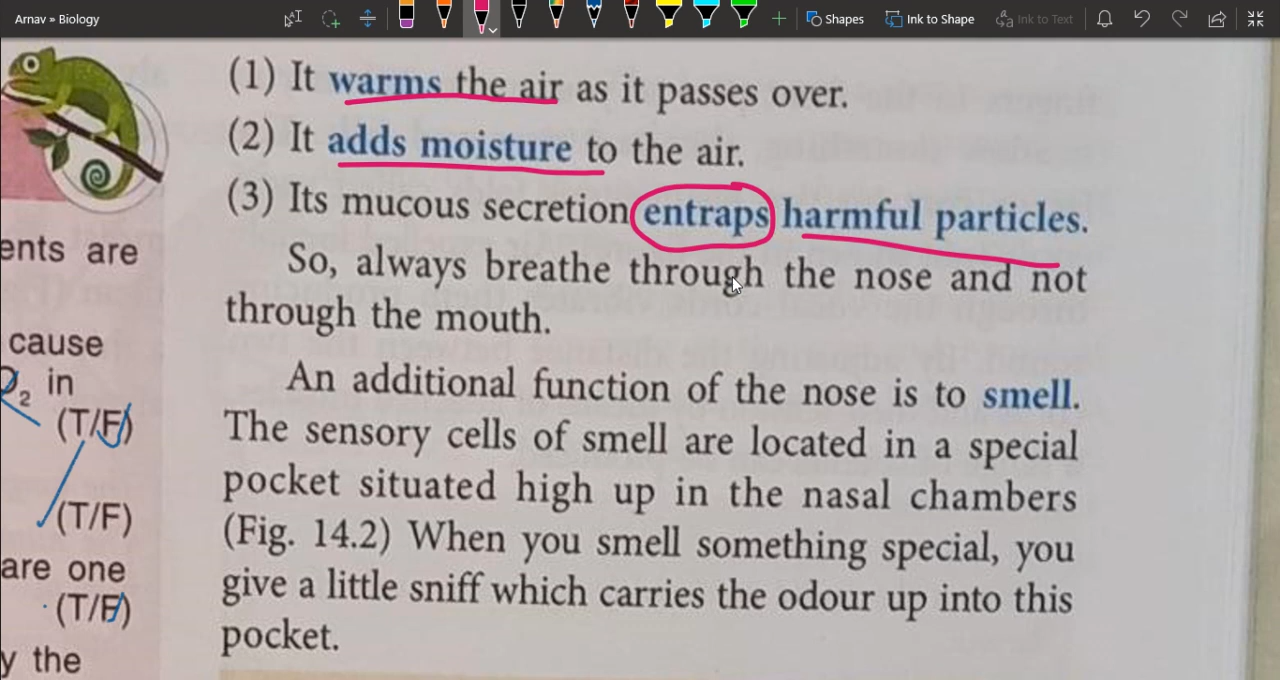 Arnav » Biology
Shapes
Ink to Shape
Ink to Text
(1) It warms the air as it passes over.
(2) It adds moisture to the air.
(3) Its mucous secretion entraps harmful particles.
So, always breathe through the nose and not
through the mouth.
An additional function of the nose is to smell.
The sensory cells of smell are located in a special
pocket situated high up in the nasal chambers
(Fig. 14.2) When you smell something special, you
give a little sniff which carries the odour up into this
pocket.
ents are
cause
2 in
(T/F)
(T/F)
are one
(T/F)
y the